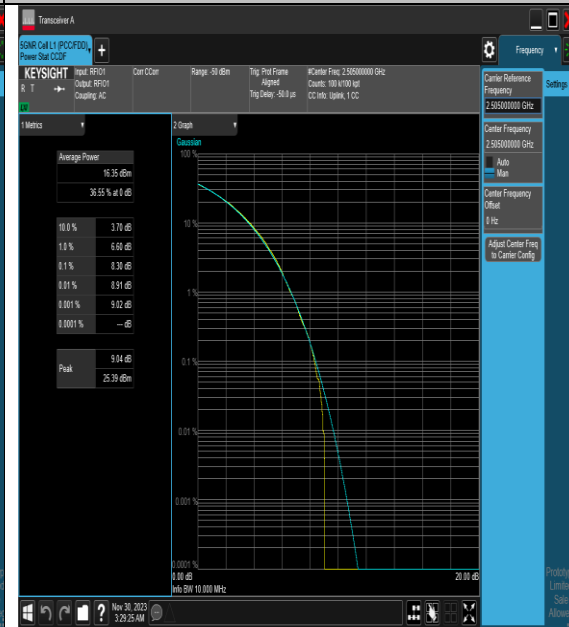 Transceiver A
5GNR Cell L1 (PCC/FDD),
Power Stat CCDF
+
Frequency
KEYSIGHT
R T
Input: RFIO1
Output: RFIO1
Coupling: AC
Corr CCorr
Range: -50 dBm
Trig: Prot Frame
Aligned
Trig Delay: -50.0 µs
#Center Freq: 2.505000000 GHz
Counts: 100 k/100 kpt
CC Info: Uplink, 1 CC
Carrier Reference
Frequency
2.505000000 GHz
Settings
Center Frequency
2.505000000 GHz
Auto
Man
Center Frequency
Offset
0 Hz
Adjust Center Freq
to Carrier Config
1 Metrics
Average Power
16.35 dBm
36.55 % at 0 dB
10.0 % 3.70 dB
1.0 % 6.60 dB
0.1 % 8.30 dB
0.01 % 8.91 dB
0.001 % 9.02 dB
0.0001 % --- dB
Peak
9.04 dB
25.39 dBm
2 Graph
Gaussian
100 %
10 %
1 %
0.1 %
0.01 %
0.001 %
0.0001 %
0.00 dB
20.00 dB
Info BW 10.000 MHz
Nov 30, 2023
3:29:25 AM
?